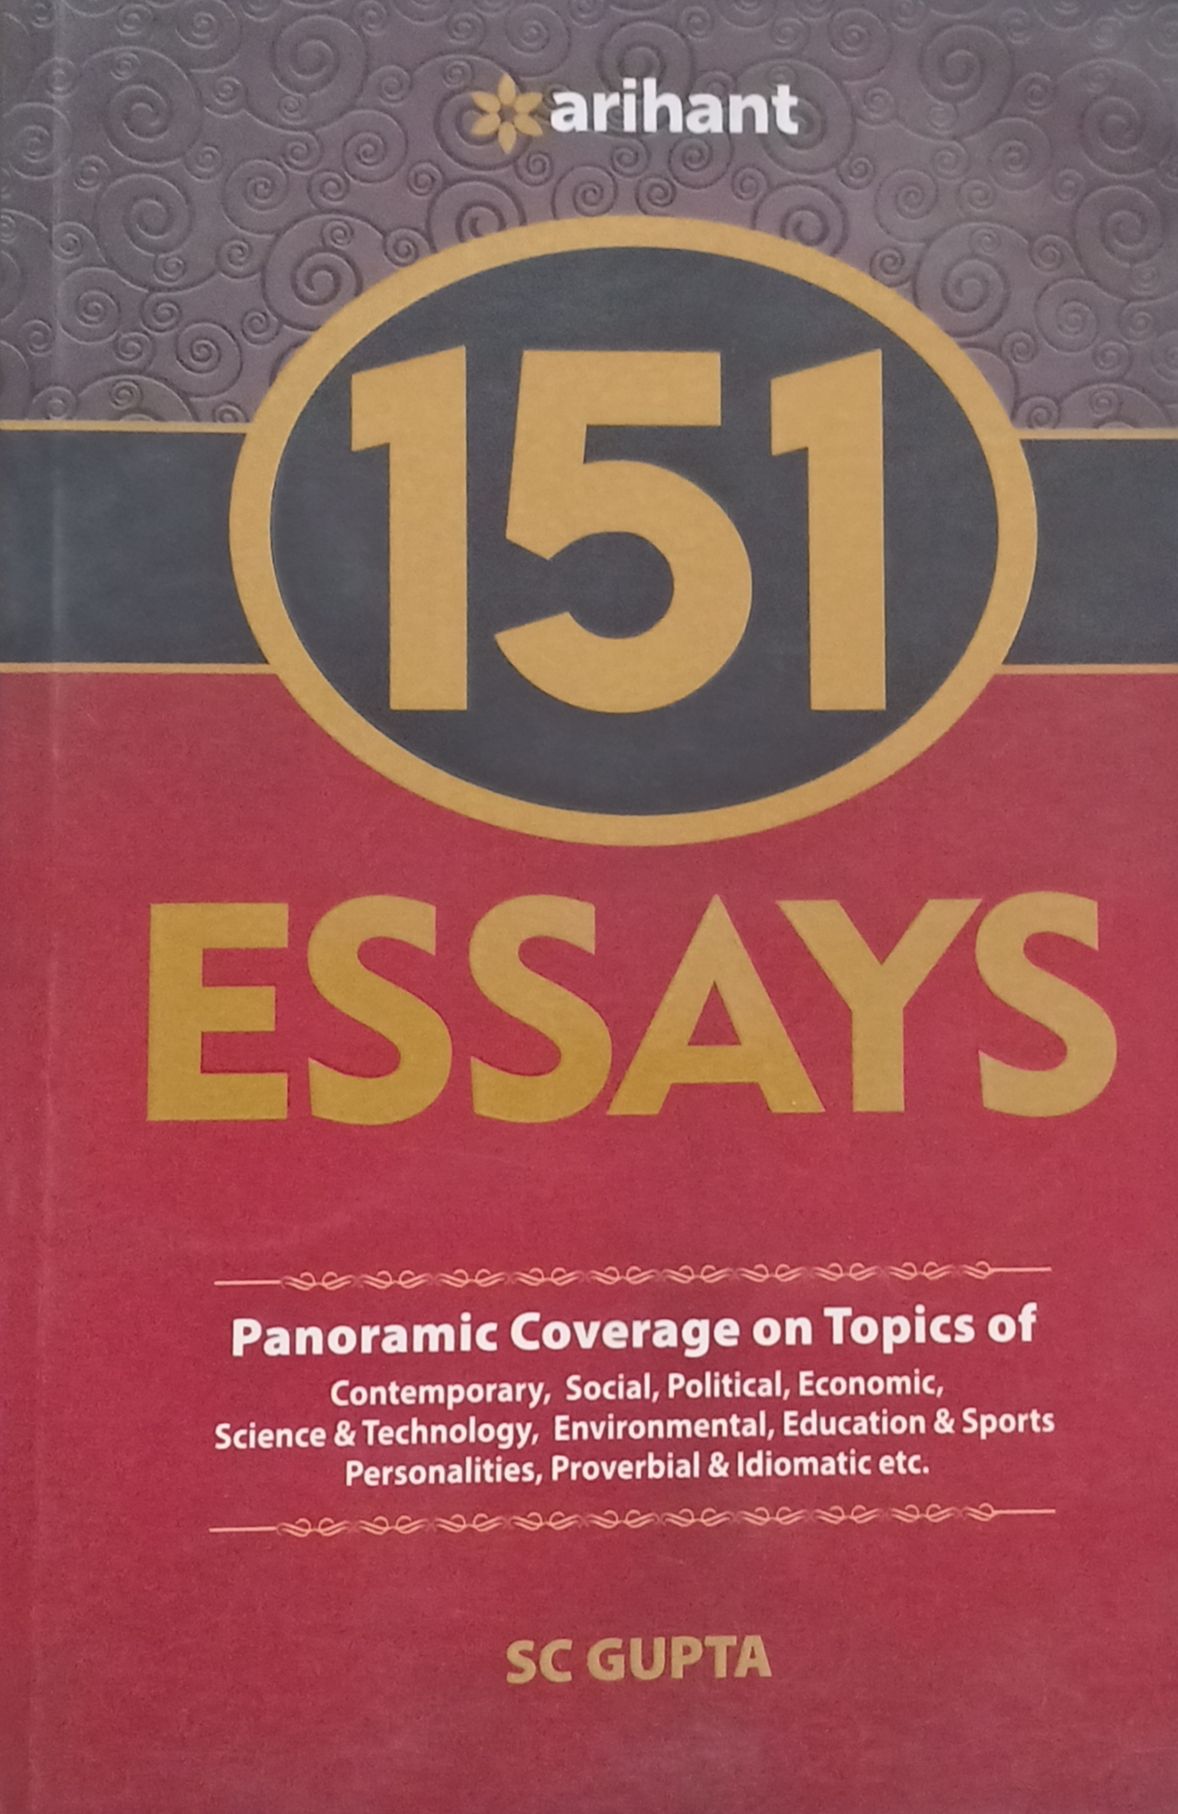 arihant
151
ESSAYS
Panoramic Coverage on Topics of
Contemporary, Social, Political, Economic,
Science & Technology, Environmental, Education & Sports
Personalities, Proverbial & Idiomatic etc.
SC GUPTA